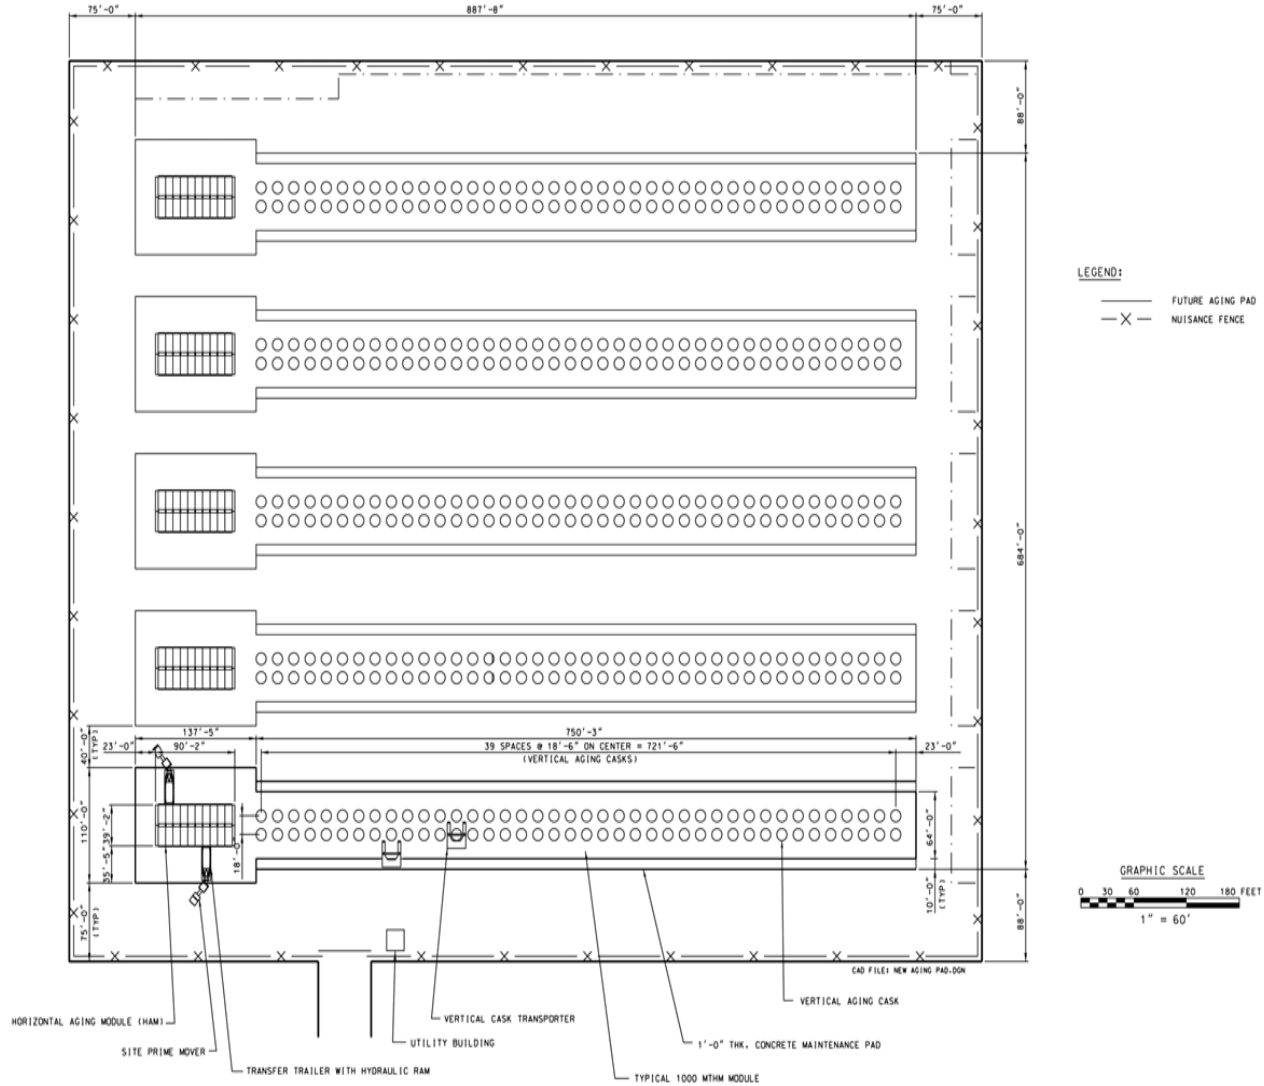 75'-0"
887'-8"
75'-0"
88'-0"
LEGEND:
FUTURE AGING PAD
X NUISANCE FENCE
684'-0"
137'-5"
750'-3"
40'-0"
(TYP)
23'-0"
90'-2"
39 SPACES @ 18'-6" ON CENTER = 721'-6"
(VERTICAL AGING CASKS)
23'-0"
110'-0"
39'-2"
35'-5"
18'-0"
64'-0"
10'-0"
(TYP)
75'-0"
(TYP)
88'-0"
GRAPHIC SCALE
0 30 60 120 180 FEET
1" = 60'
CAD FILE: NEW AGING PAD.DGN
VERTICAL AGING CASK
HORIZONTAL AGING MODULE (HAM)
VERTICAL CASK TRANSPORTER
UTILITY BUILDING
1'-0" THK. CONCRETE MAINTENANCE PAD
SITE PRIME MOVER
TRANSFER TRAILER WITH HYDRAULIC RAM
TYPICAL 1000 MTHM MODULE